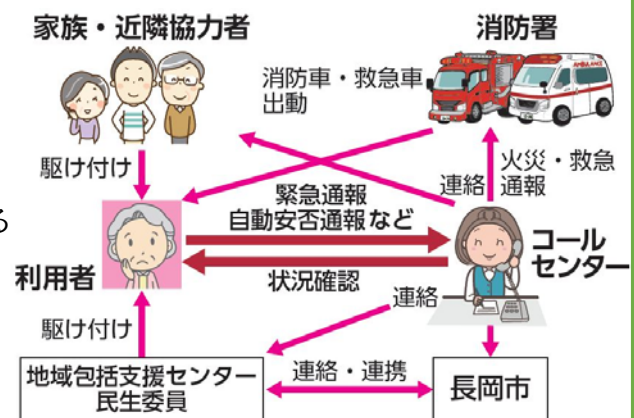 家族・近隣協力者
消防署
消防車・救急車
出動
AMBULANCE
駆け付け
連絡
火災・救急
通報
る
緊急通報
自動安否通報など
コール
センター
利用者
状況確認
連絡
駆け付け
地域包括支援センター
民生委員
連絡・連携
長岡市